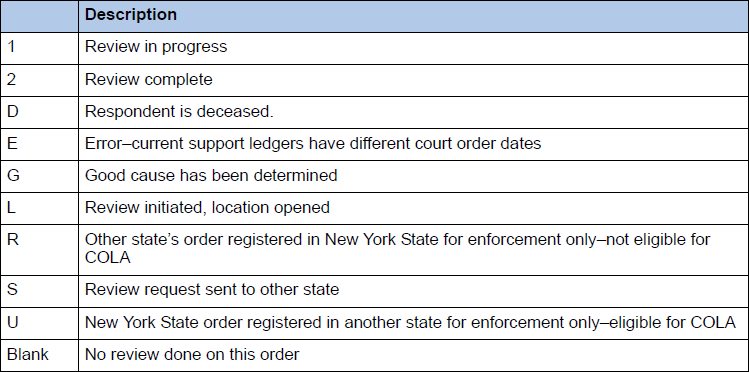 Description
1 Review in progress
2 Review complete
D Respondent is deceased.
E Error–current support ledgers have different court order dates
G Good cause has been determined
L Review initiated, location opened
R Other state’s order registered in New York State for enforcement only–not eligible for
COLA
S Review request sent to other state
U New York State order registered in another state for enforcement only–eligible for COLA
Blank No review done on this order